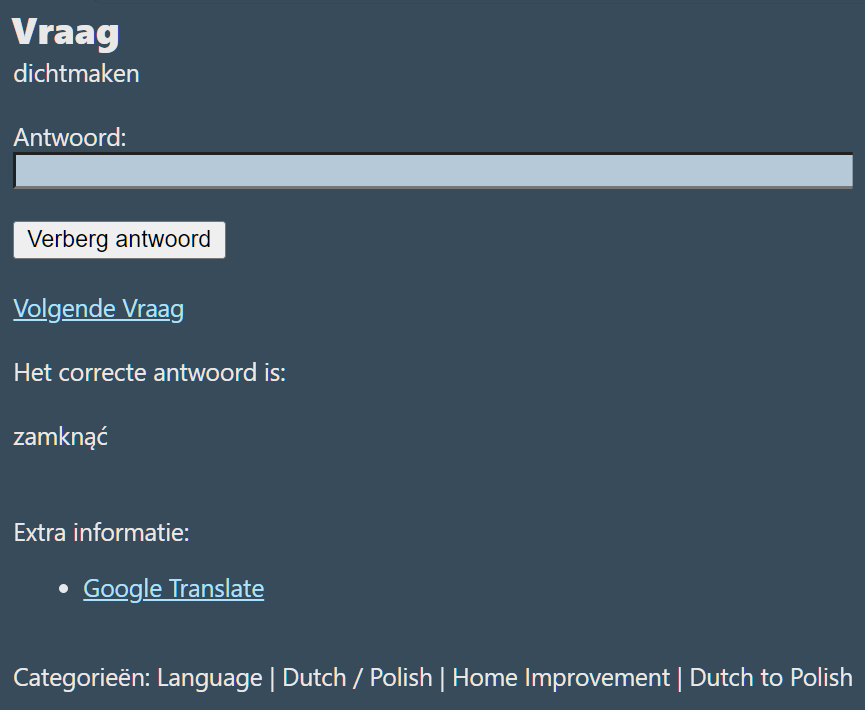 Vraag
dichtmaken
Antwoord:
Verberg antwoord
Volgende Vraag
Het correcte antwoord is:
zamknąć
Extra informatie:
• Google Translate
Categorieën: Language | Dutch / Polish | Home Improvement | Dutch to Polish